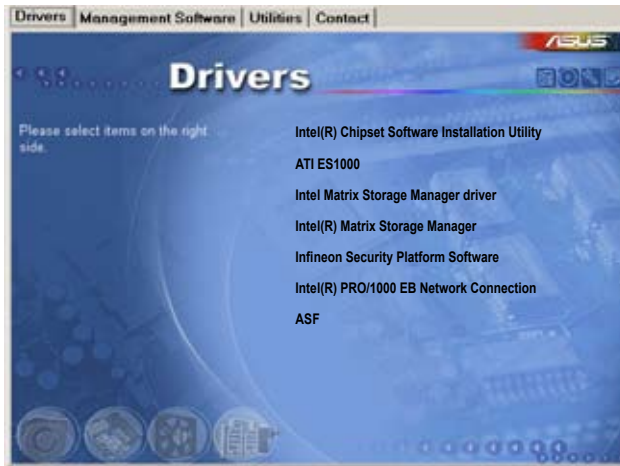 Drivers Management Software Utilities Contact
ASUS
Drivers
Please select items on the right
side.
Intel(R) Chipset Software Installation Utility
ATI ES1000
Intel Matrix Storage Manager driver
Intel(R) Matrix Storage Manager
Infineon Security Platform Software
Intel(R) PRO/1000 EB Network Connection
ASF